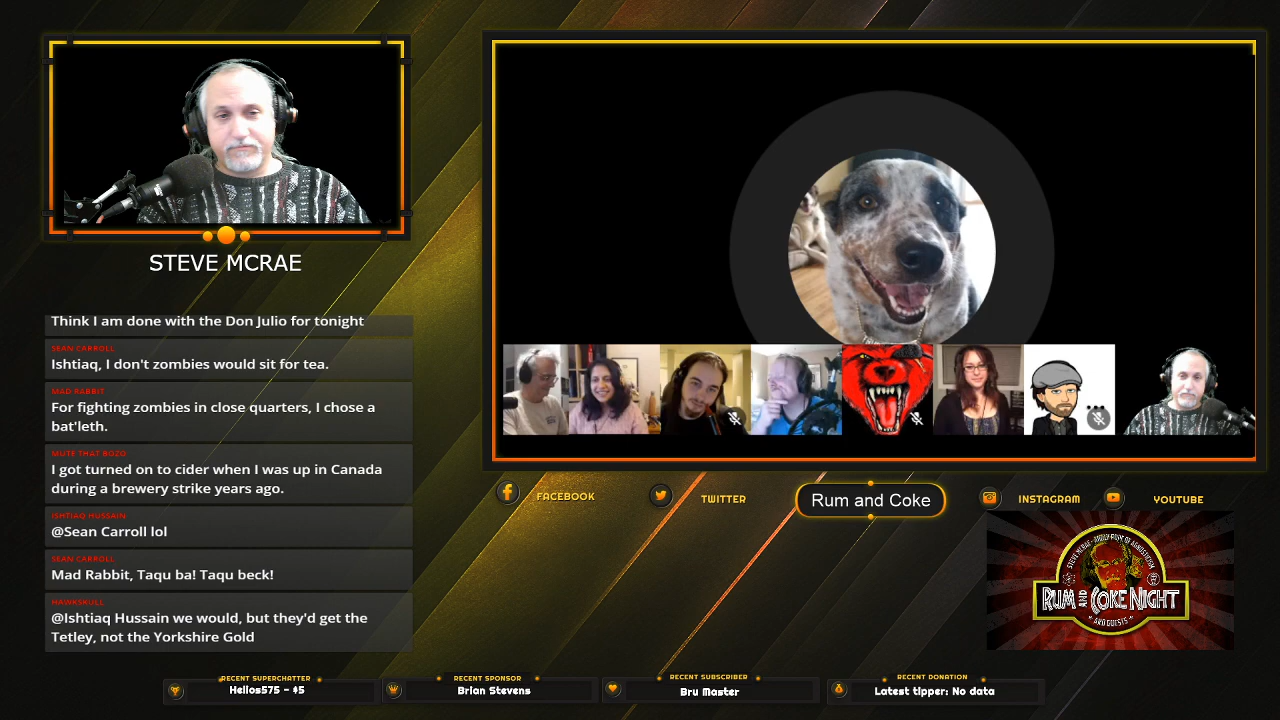 STEVE MCRAE
Think I am done with the Don Julio for tonight
SEAN CARROLL
Ishtiaq, I don't zombies would sit for tea.
MAD RABBIT
For fighting zombies in close quarters, I chose a
bat'leth.
MUTE THAT BOZO
I got turned on to cider when I was up in Canada
during a brewery strike years ago.
ISHTIAQ HUSSAIN
@Sean Carroll lol
SEAN CARROLL
Mad Rabbit, Taqu ba! Taqu beck!
HAWKSKULL
@Ishtiaq Hussain we would, but they'd get the
Tetley, not the Yorkshire Gold
FACEBOOK
TWITTER
Rum and Coke
INSTAGRAM
YOUTUBE
RUM AND COKE NIGHT
AND GUESTS
RECENT SUPERCHATTER
Helios575 - $5
RECENT SPONSOR
Brian Stevens
RECENT SUBSCRIBER
Bru Master
RECENT DONATION
Latest tipper: No data